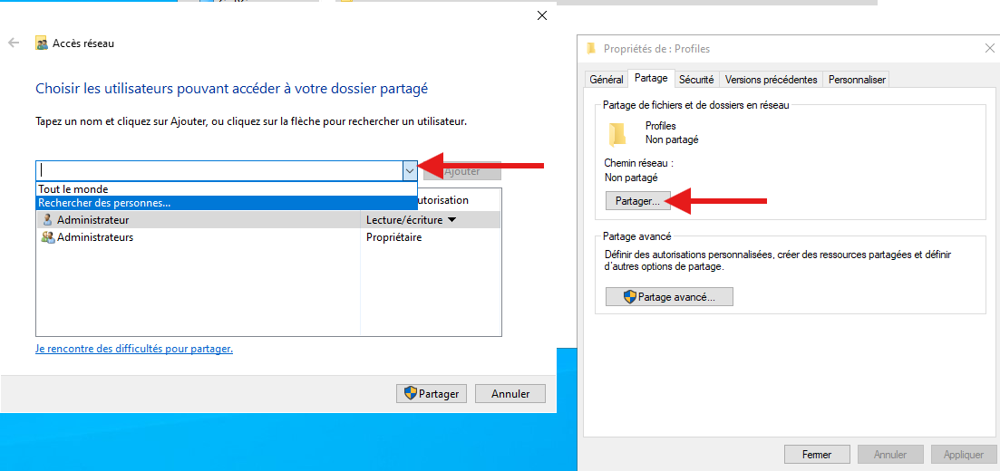 Accès réseau
Choisir les utilisateurs pouvant accéder à votre dossier partagé
Tapez un nom et cliquez sur Ajouter, ou cliquez sur la flèche pour rechercher un utilisateur.
Ajouter
Tout le monde
Rechercher des personnes...
utorisation
Administrateur Lecture/écriture
Administrateurs Propriétaire
Je rencontre des difficultés pour partager.
Partager Annuler
Propriétés de : Profiles
Général Partage Sécurité Versions précédentes Personnaliser
Partage de fichiers et de dossiers en réseau
Profiles
Non partagé
Chemin réseau :
Non partagé
Partager...
Partage avancé
Définir des autorisations personnalisées, créer des ressources partagées et définir
d'autres options de partage.
Partage avancé...
Fermer Annuler Appliquer